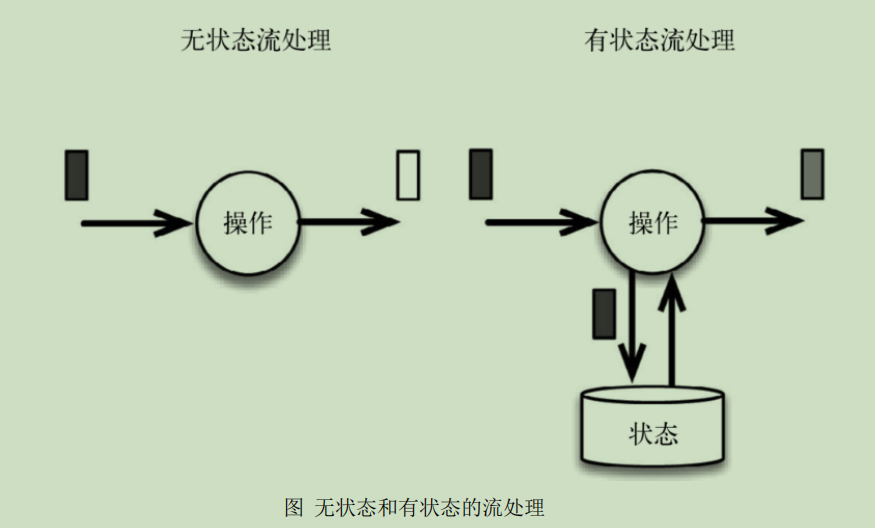 无状态流处理
有状态流处理
操作
操作
状态
图 无状态和有状态的流处理